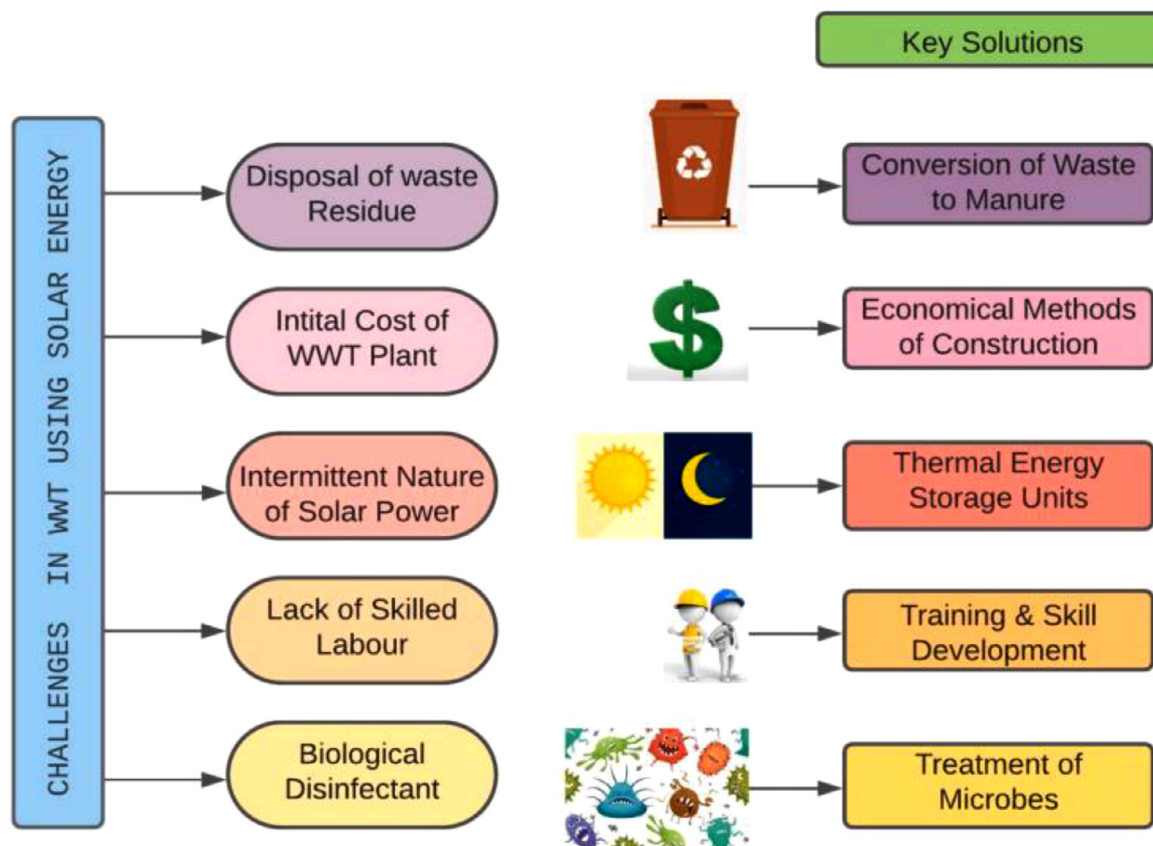 Key Solutions
CHALLENGES IN WWT USING SOLAR ENERGY
Disposal of waste
Residue
Conversion of Waste
to Manure
Intital Cost of
WWT Plant
Economical Methods
of Construction
Intermittent Nature
of Solar Power
Thermal Energy
Storage Units
Lack of Skilled
Labour
Training & Skill
Development
Biological
Disinfectant
Treatment of
Microbes